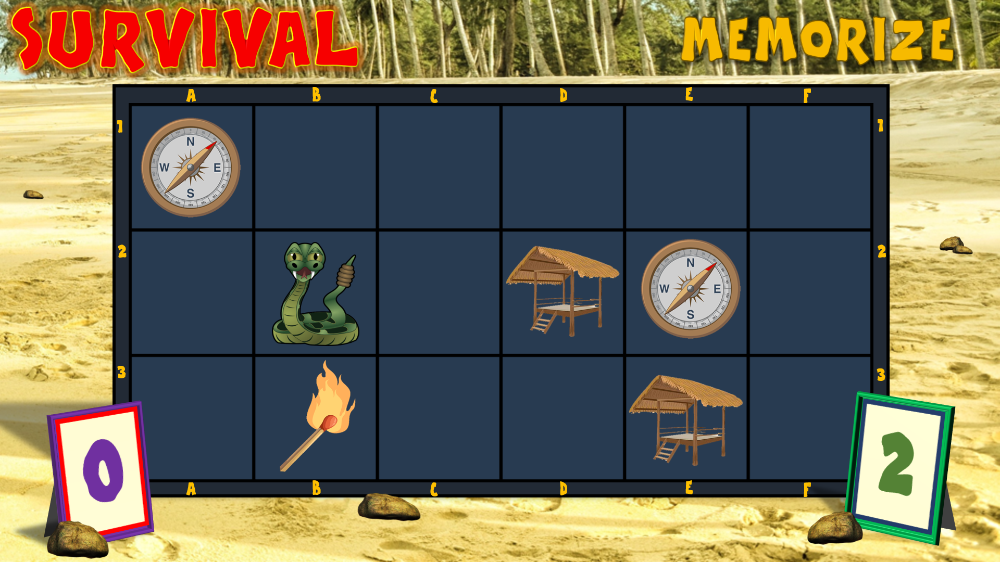 SURVIVAL
MEMORIZE
A B C D E F
1 1
N
W E
S
2 2
N
W E
S
3 3
0 2
A B C D E F